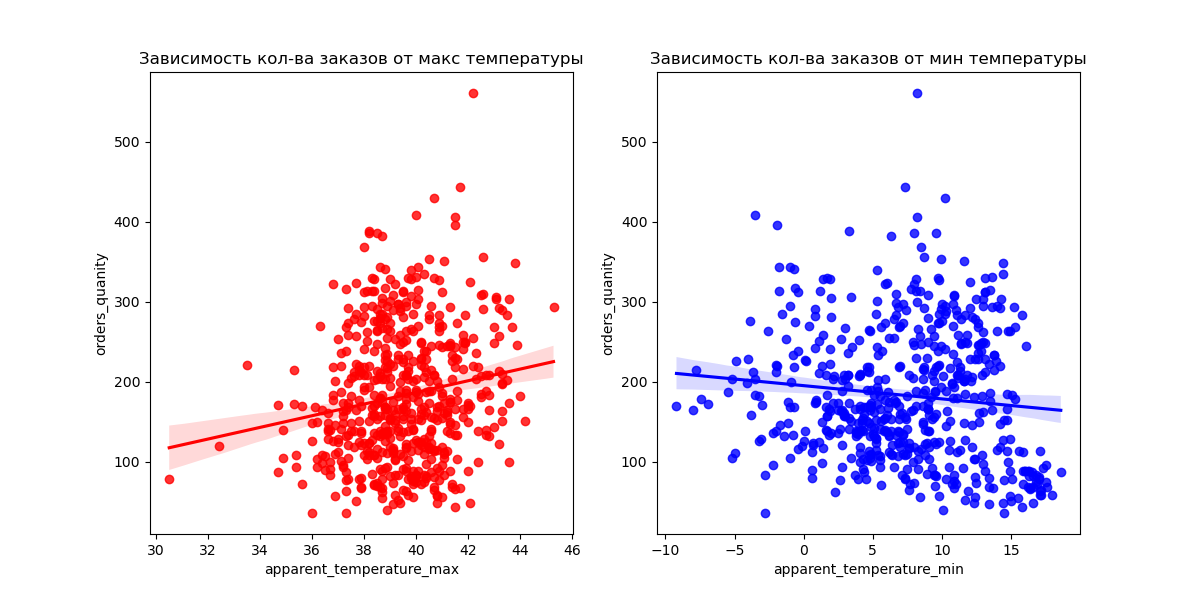 Зависимость кол-ва заказов от макс температуры
500
400
300
200
100
orders_quanity
30 32 34 36 38 40 42 44 46
apparent_temperature_max
Зависимость кол-ва заказов от мин температуры
500
400
300
200
100
orders_quanity
−10 −5 0 5 10 15
apparent_temperature_min